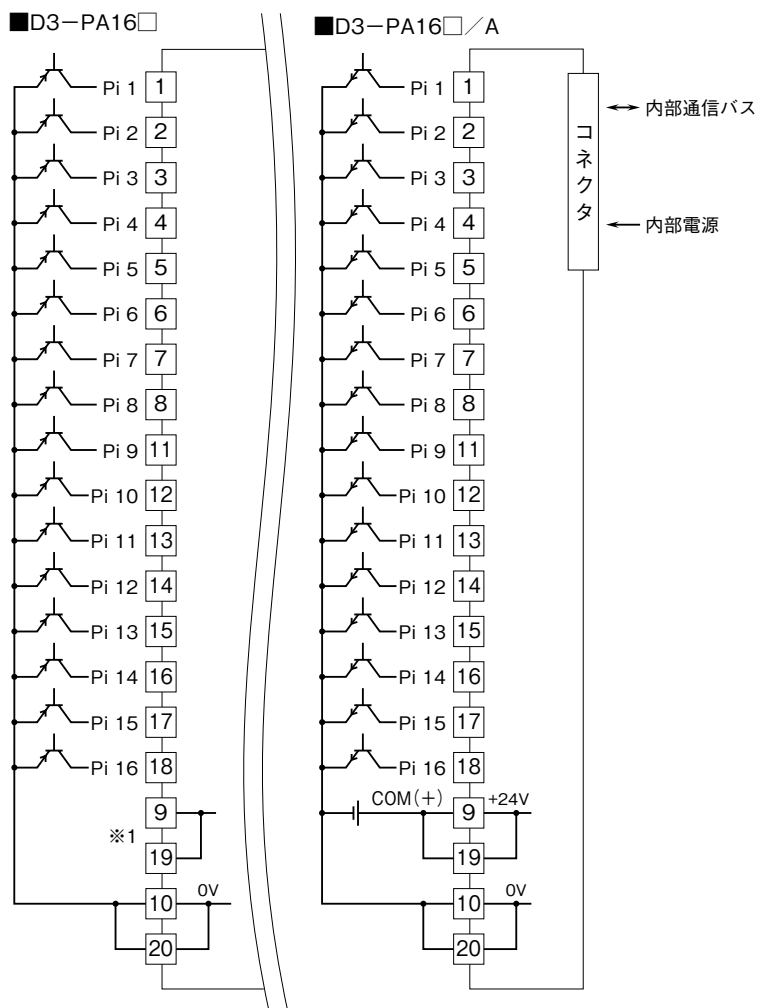 ■D3−PA16□
Pi 1 1
Pi 2 2
Pi 3 3
Pi 4 4
Pi 5 5
Pi 6 6
Pi 7 7
Pi 8 8
Pi 9 11
Pi 10 12
Pi 11 13
Pi 12 14
Pi 13 15
Pi 14 16
Pi 15 17
Pi 16 18
9
※1
19
10 0V
20
■D3−PA16□／A
Pi 1 1
Pi 2 2
Pi 3 3
Pi 4 4
Pi 5 5
Pi 6 6
Pi 7 7
Pi 8 8
Pi 9 11
Pi 10 12
Pi 11 13
Pi 12 14
Pi 13 15
Pi 14 16
Pi 15 17
Pi 16 18
COM(+) 9 +24V
19
10 0V
20
コネクタ
内部通信バス
内部電源